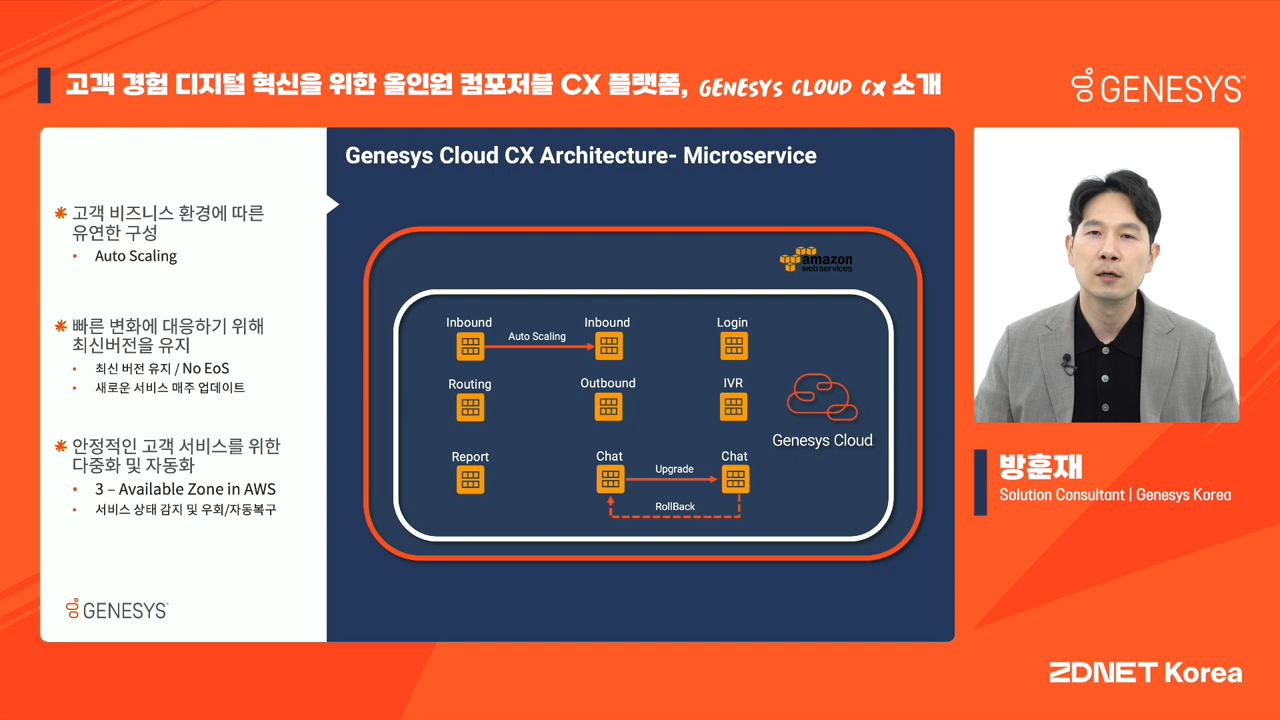 고객 경험 디지털 혁신을 위한 올인원 컴포저블 CX 플랫폼, GENESYS CLOUD CX 소개
GENESYS™
고객 비즈니스 환경에 따른
유연한 구성
• Auto Scaling
빠른 변화에 대응하기 위해
최신버전을 유지
• 최신 버전 유지 / No EoS
• 새로운 서비스 매주 업데이트
안정적인 고객 서비스를 위한
다중화 및 자동화
• 3 – Available Zone in AWS
• 서비스 상태 감지 및 우회/자동복구
GENESYS™
Genesys Cloud CX Architecture- Microservice
amazon
webservices
Inbound
Auto Scaling
Inbound
Login
Routing
Outbound
IVR
Genesys Cloud
Report
Chat
Upgrade
Chat
RollBack
방훈재
Solution Consultant | Genesys Korea
ZDNET Korea